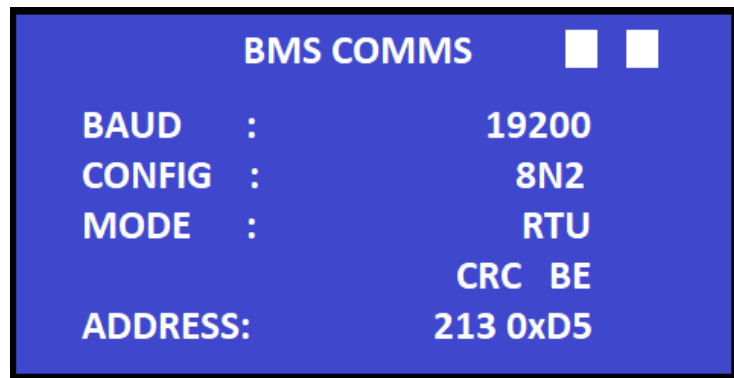 BMS COMMS
BAUD : 19200
CONFIG : 8N2
MODE : RTU
CRC BE
ADDRESS: 213 0xD5